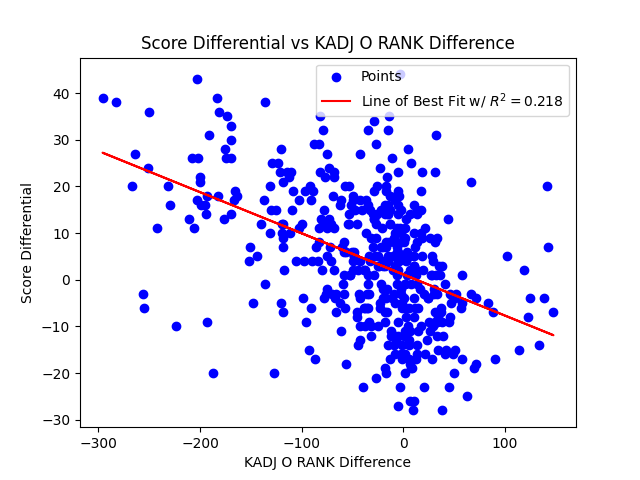 Score Differential vs KADJ O RANK Difference
Points
Line of Best Fit w/ R² = 0.218
Score Differential
40
30
20
10
0
−10
−20
−30
−300 −200 −100 0 100
KADJ O RANK Difference